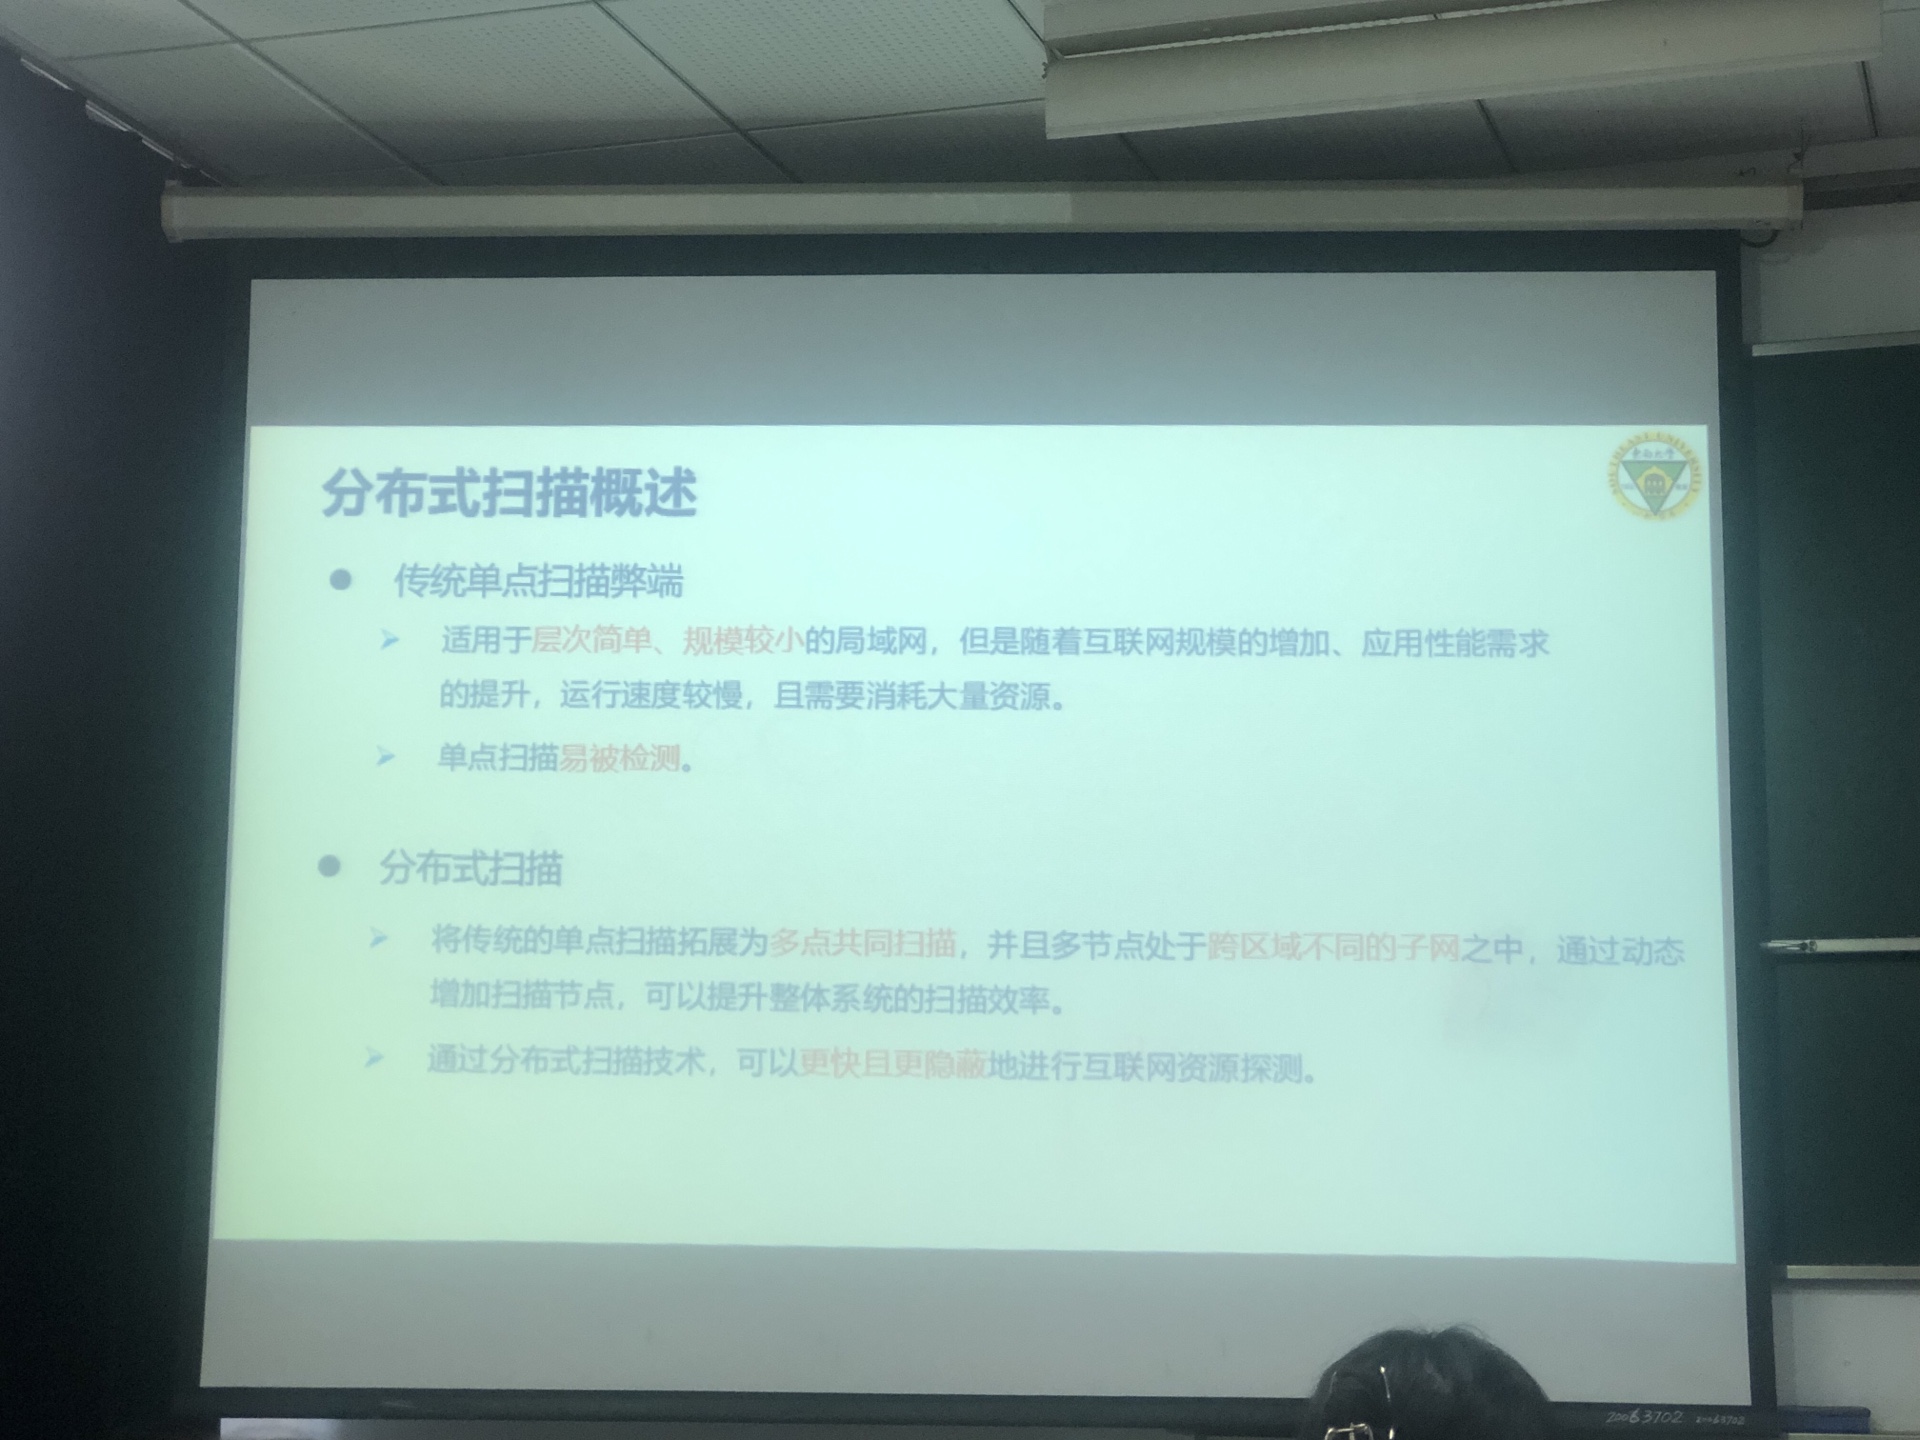 分布式扫描概述
SOUTHEAST UNIVERSITY
● 传统单点扫描弊端
➢ 适用于层次简单、规模较小的局域网，但是随着互联网规模的增加、应用性能需求
的提升，运行速度较慢，且需要消耗大量资源。
➢ 单点扫描易被检测。
● 分布式扫描
➢ 将传统的单点扫描拓展为多点共同扫描，并且多节点处于跨区域不同的子网之中，通过动态
增加扫描节点，可以提升整体系统的扫描效率。
➢ 通过分布式扫描技术，可以更快且更隐蔽地进行互联网资源探测。
20063702 20063702